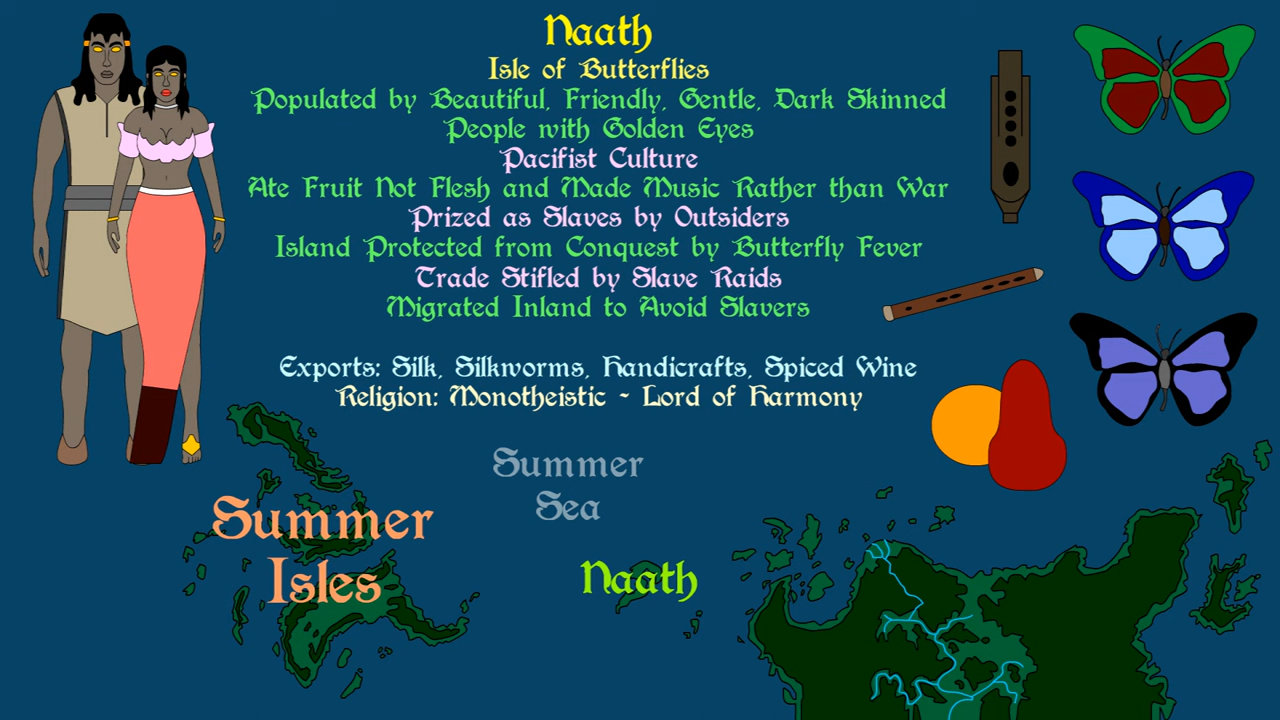 Naath
Isle of Butterflies
Populated by Beautiful, Friendly, Gentle, Dark Skinned
People with Golden Eyes
Pacifist Culture
Ate Fruit Not Flesh and Made Music Rather than War
Prized as Slaves by Outsiders
Island Protected from Conquest by Butterfly Fever
Trade Stifled by Slave Raids
Migrated Inland to Avoid Slavers
Exports: Silk, Silkworms, Handicrafts, Spiced Wine
Religion: Monotheistic - Lord of Harmony
Summer
Sea
Summer
Isles
Naath